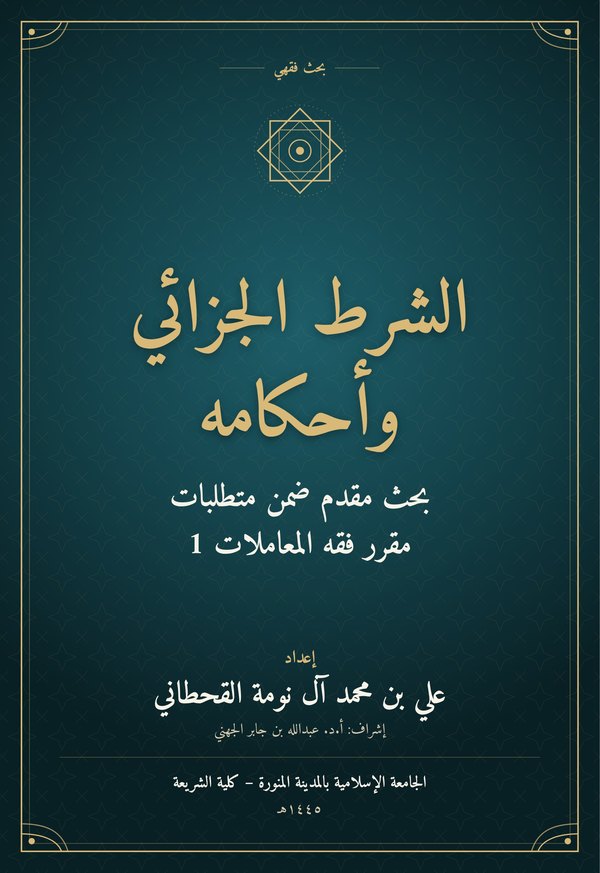 بحث فقهي
الشرط الجزائي
وأحكامه
بحث مقدم ضمن متطلبات
مقرر فقه المعاملات 1
إعداد
علي بن محمد آل نومة القحطاني
إشراف: أ.د. عبدالله بن جابر الجهني
الجامعة الإسلامية بالمدينة المنورة – كلية الشريعة
١٤٤٥هـ